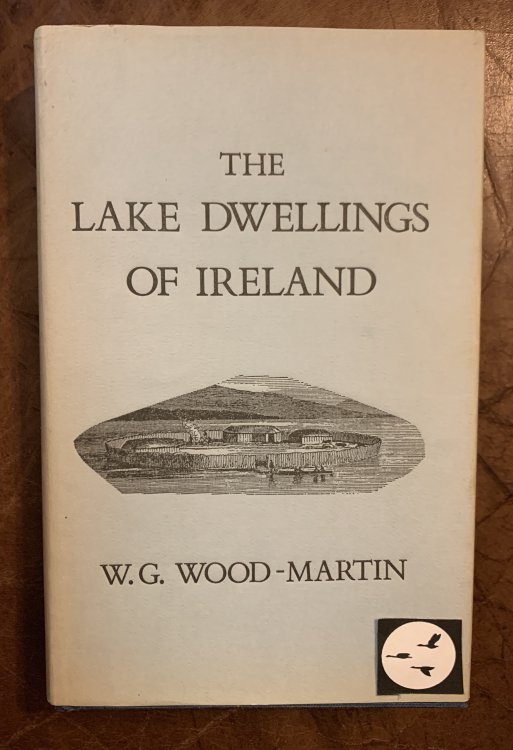 THE
LAKE DWELLINGS
OF IRELAND
W. G. WOOD-MARTIN